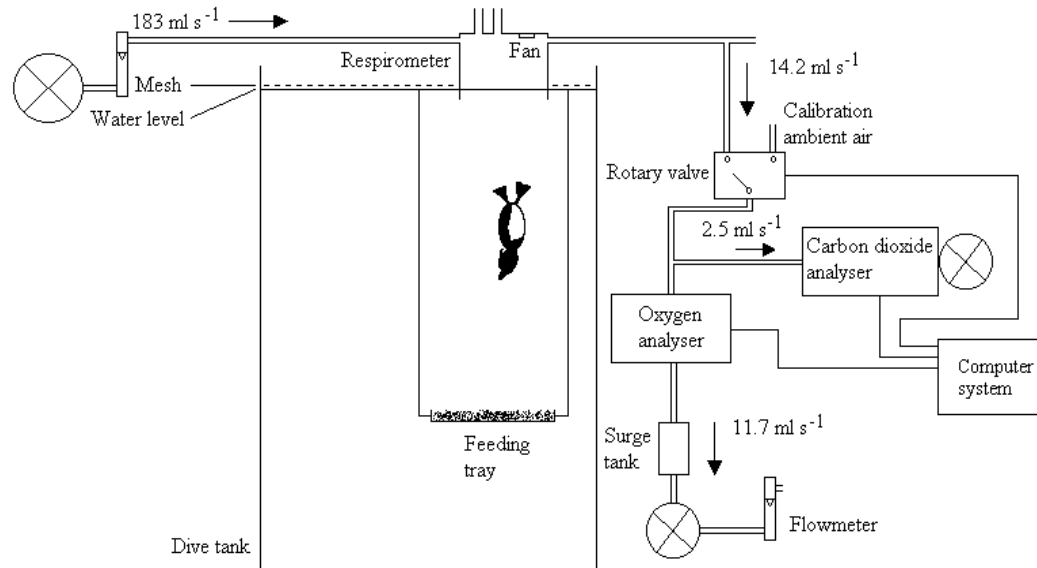 183 ml s⁻¹
Respirometer
Fan
Mesh
Water level
14.2 ml s⁻¹
Calibration
ambient air
Rotary valve
2.5 ml s⁻¹
Carbon dioxide
analyser
Oxygen
analyser
Computer
system
Feeding
tray
Surge
tank
11.7 ml s⁻¹
Flowmeter
Dive tank